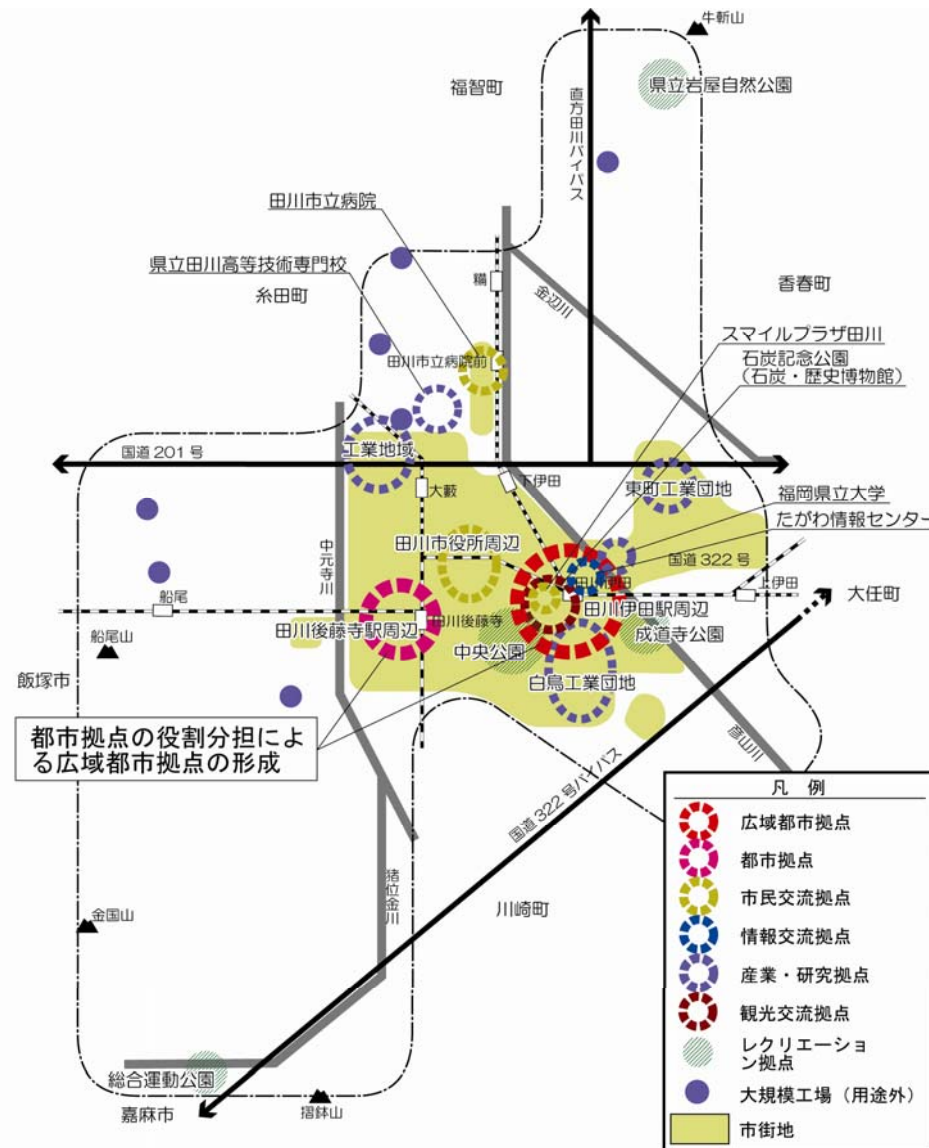 牛斬山
福智町
県立岩屋自然公園
直方田川バイパス
田川市立病院
県立田川高等技術専門校
糸田町
糒
金辺川
香春町
スマイルプラザ田川
石炭記念公園
（石炭・歴史博物館）
田川市立病院前
国道201号
工業地域
大藪
下伊田
東町工業団地
福岡県立大学
たがわ情報センター
中元寺川
田川市役所周辺
国道322号
船尾
田川伊田
上伊田
大任町
船尾山
田川後藤寺駅周辺
田川後藤寺
田川伊田駅周辺
成道寺公園
中央公園
飯塚市
白鳥工業団地
都市拠点の役割分担によ
る広域都市拠点の形成
彦山川
国道322号バイパス
猪位金川
金国山
川崎町
総合運動公園
嘉麻市
摺鉢山
凡 例
広域都市拠点
都市拠点
市民交流拠点
情報交流拠点
産業・研究拠点
観光交流拠点
レクリエーショ
ン拠点
大規模工場（用途外）
市街地